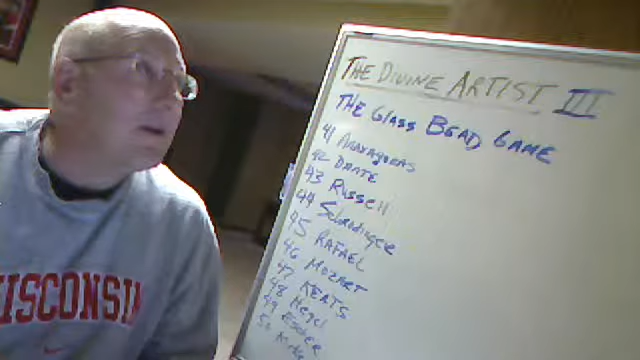 THE DIVINE ARTIST III
THE GLASS BEAD GAME
41 ANAXAGORAS
42 DANTE
43 RUSSELL
44 Schrodinger
45 RAFAEL
46 MOZART
47 KEATS
48 Hegel
49 Escher
50
WISCONSIN